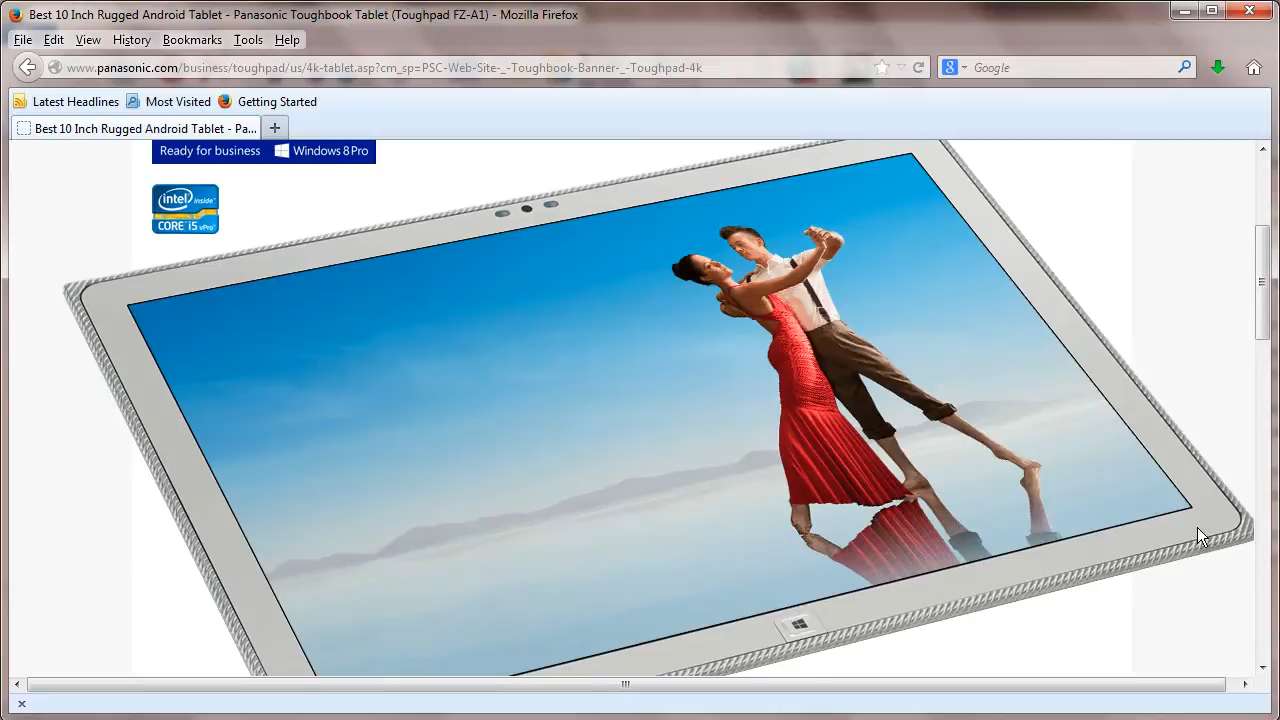 Best 10 Inch Rugged Android Tablet - Panasonic Toughbook Tablet (Toughpad FZ-A1) - Mozilla Firefox
File Edit View History Bookmarks Tools Help
www.panasonic.com/business/toughpad/us/4k-tablet.asp?cm_sp=PSC-Web-Site-_-Toughbook-Banner-_-Toughpad-4k
Google
Latest Headlines Most Visited Getting Started
Best 10 Inch Rugged Android Tablet - Pa...
Ready for business Windows 8 Pro
intel inside™
CORE i5 vPro